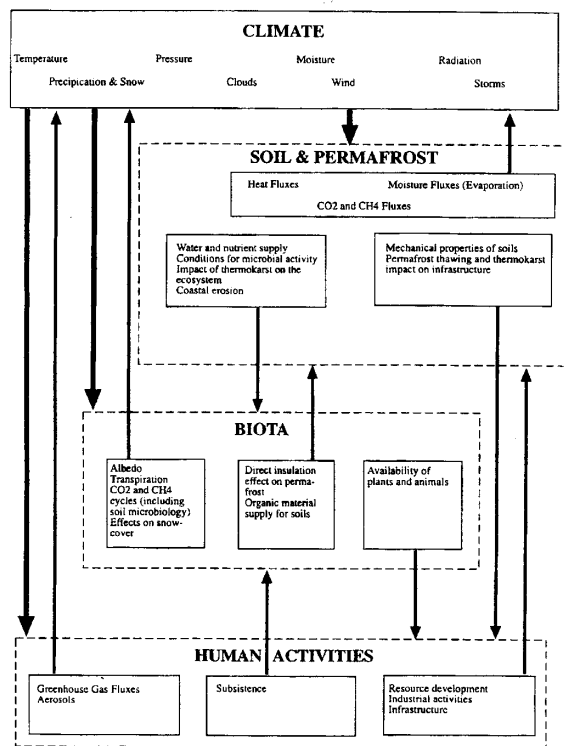 CLIMATE
Temperature Pressure Moisture Radiation
Precipication & Snow Clouds Wind Storms
SOIL & PERMAFROST
Heat Fluxes Moisture Fluxes (Evaporation)
CO2 and CH4 Fluxes
Water and nutrient supply
Conditions for microbial activity
Impact of thermokarst on the
ecosystem
Coastal erosion
Mechanical properties of soils
Permafrost thawing and thermokarst
impact on infrastructure
BIOTA
Albedo
Transpiration
CO2 and CH4
cycles (including
soil microbiology)
Effects on snow-
cover
Direct insulation
effect on perma-
frost
Organic material
supply for soils
Availability of
plants and animals
HUMAN ACTIVITIES
Greenhouse Gas Fluxes
Aerosols
Subsistence
Resource development
Industrial activities
Infrastructure